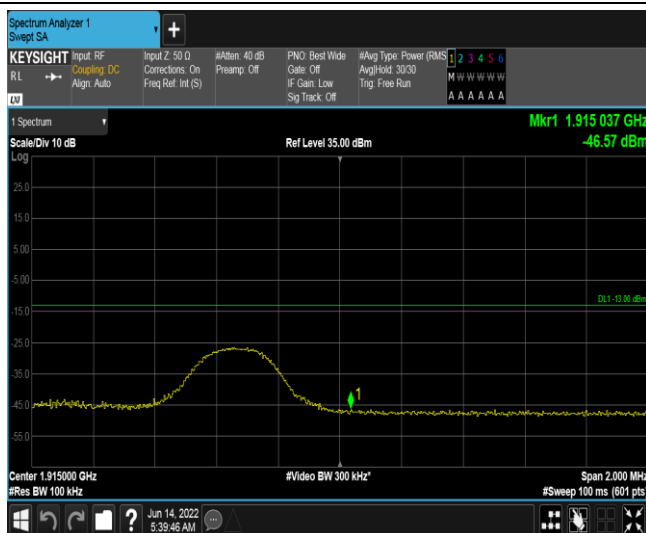 Spectrum Analyzer 1
Swept SA
+
KEYSIGHT
RL
LXI
Input: RF
Coupling: DC
Align: Auto
Input Z: 50 Ω
Corrections: On
Freq Ref: Int (S)
#Atten: 40 dB
Preamp: Off
PNO: Best Wide
Gate: Off
IF Gain: Low
Sig Track: Off
#Avg Type: Power (RMS
Avg|Hold: 30/30
Trig: Free Run
1 2 3 4 5 6
M W W W W W
A A A A A A
1 Spectrum
Mkr1 1.915 037 GHz
Scale/Div 10 dB
Ref Level 35.00 dBm
-46.57 dBm
Log
25.0
15.0
5.00
-5.00
DL1 -13.00 dBm
-15.0
-25.0
-35.0
1
-45.0
-55.0
Center 1.915000 GHz
#Video BW 300 kHz*
Span 2.000 MHz
#Res BW 100 kHz
#Sweep 100 ms (601 pts)
?
Jun 14, 2022
5:39:46 AM